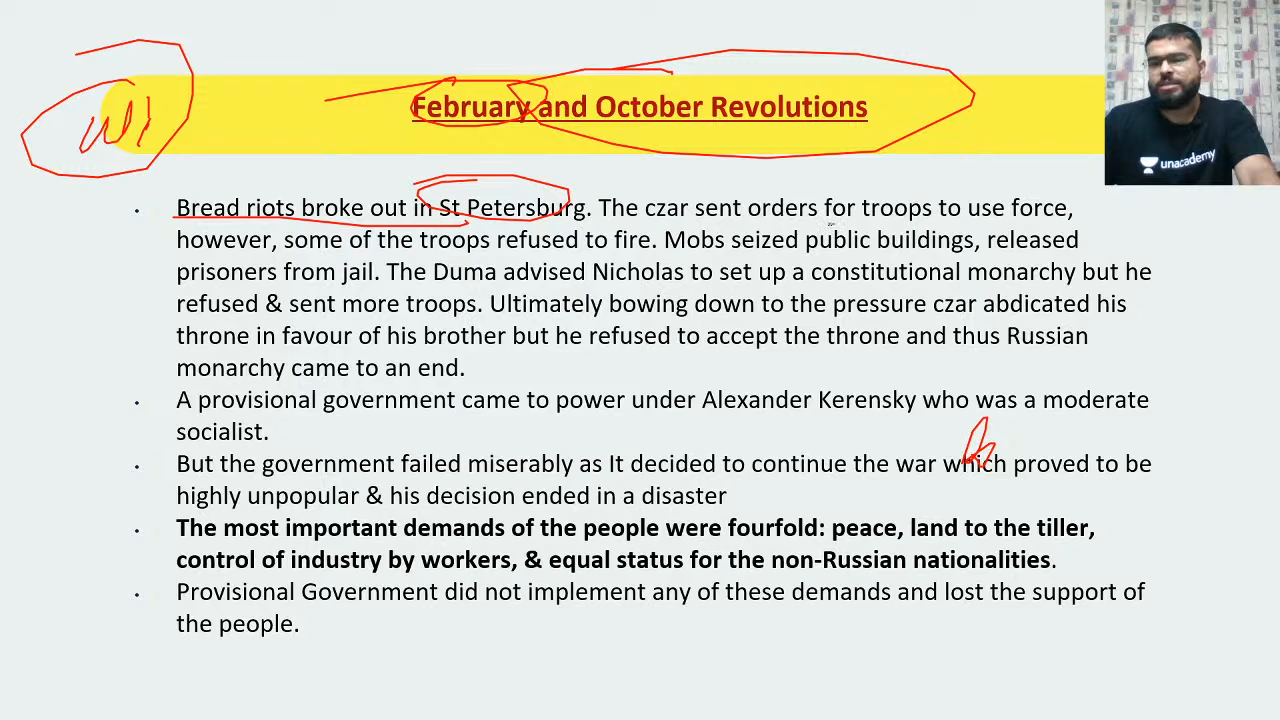 February and October Revolutions
unacademy
• Bread riots broke out in St Petersburg. The czar sent orders for troops to use force,
however, some of the troops refused to fire. Mobs seized public buildings, released
prisoners from jail. The Duma advised Nicholas to set up a constitutional monarchy but he
refused & sent more troops. Ultimately bowing down to the pressure czar abdicated his
throne in favour of his brother but he refused to accept the throne and thus Russian
monarchy came to an end.
• A provisional government came to power under Alexander Kerensky who was a moderate
socialist.
• But the government failed miserably as It decided to continue the war which proved to be
highly unpopular & his decision ended in a disaster
• The most important demands of the people were fourfold: peace, land to the tiller,
control of industry by workers, & equal status for the non-Russian nationalities.
• Provisional Government did not implement any of these demands and lost the support of
the people.